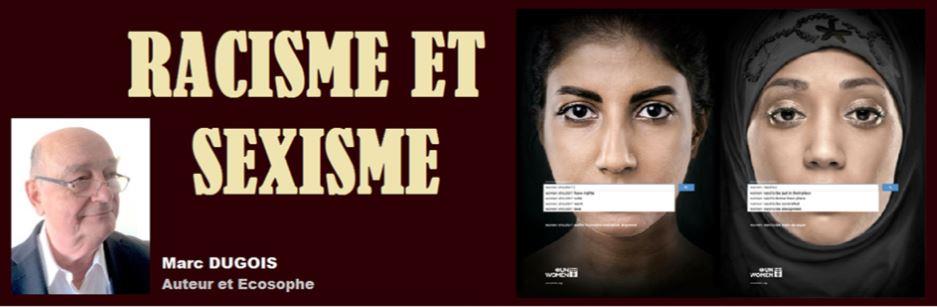 RACISME ET
SEXISME
Marc DUGOIS
Auteur et Ecosophe
women shouldn't
women shouldn't have rights
women shouldn't vote
women shouldn't work
women shouldn't box
women need to
women need to be put in their place
women need to know their place
women need to be controlled
women need to be disciplined
UN
WOMEN
UN
WOMEN